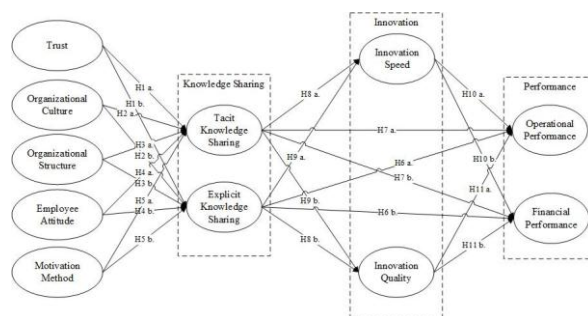 Innovation
Trust
Innovation
Speed
H1 a.
Knowledge Sharing
H8 a.
H10 a.
Performance
Organizational
Culture
H1 b.
H2 a.
Tacit
Knowledge
Sharing
H7 a.
Operational
Performance
H3 a.
H2 b.
H9 a.
H6 a.
H10 b.
Organizational
Structure
H4 a.
H3 b.
H7 b.
H11 a.
Employee
Attitude
H5 a.
H4 b.
Explicit
Knowledge
Sharing
H9 b.
H6 b.
Financial
Performance
H5 b.
H8 b.
H11 b.
Motivation
Method
Innovation
Quality